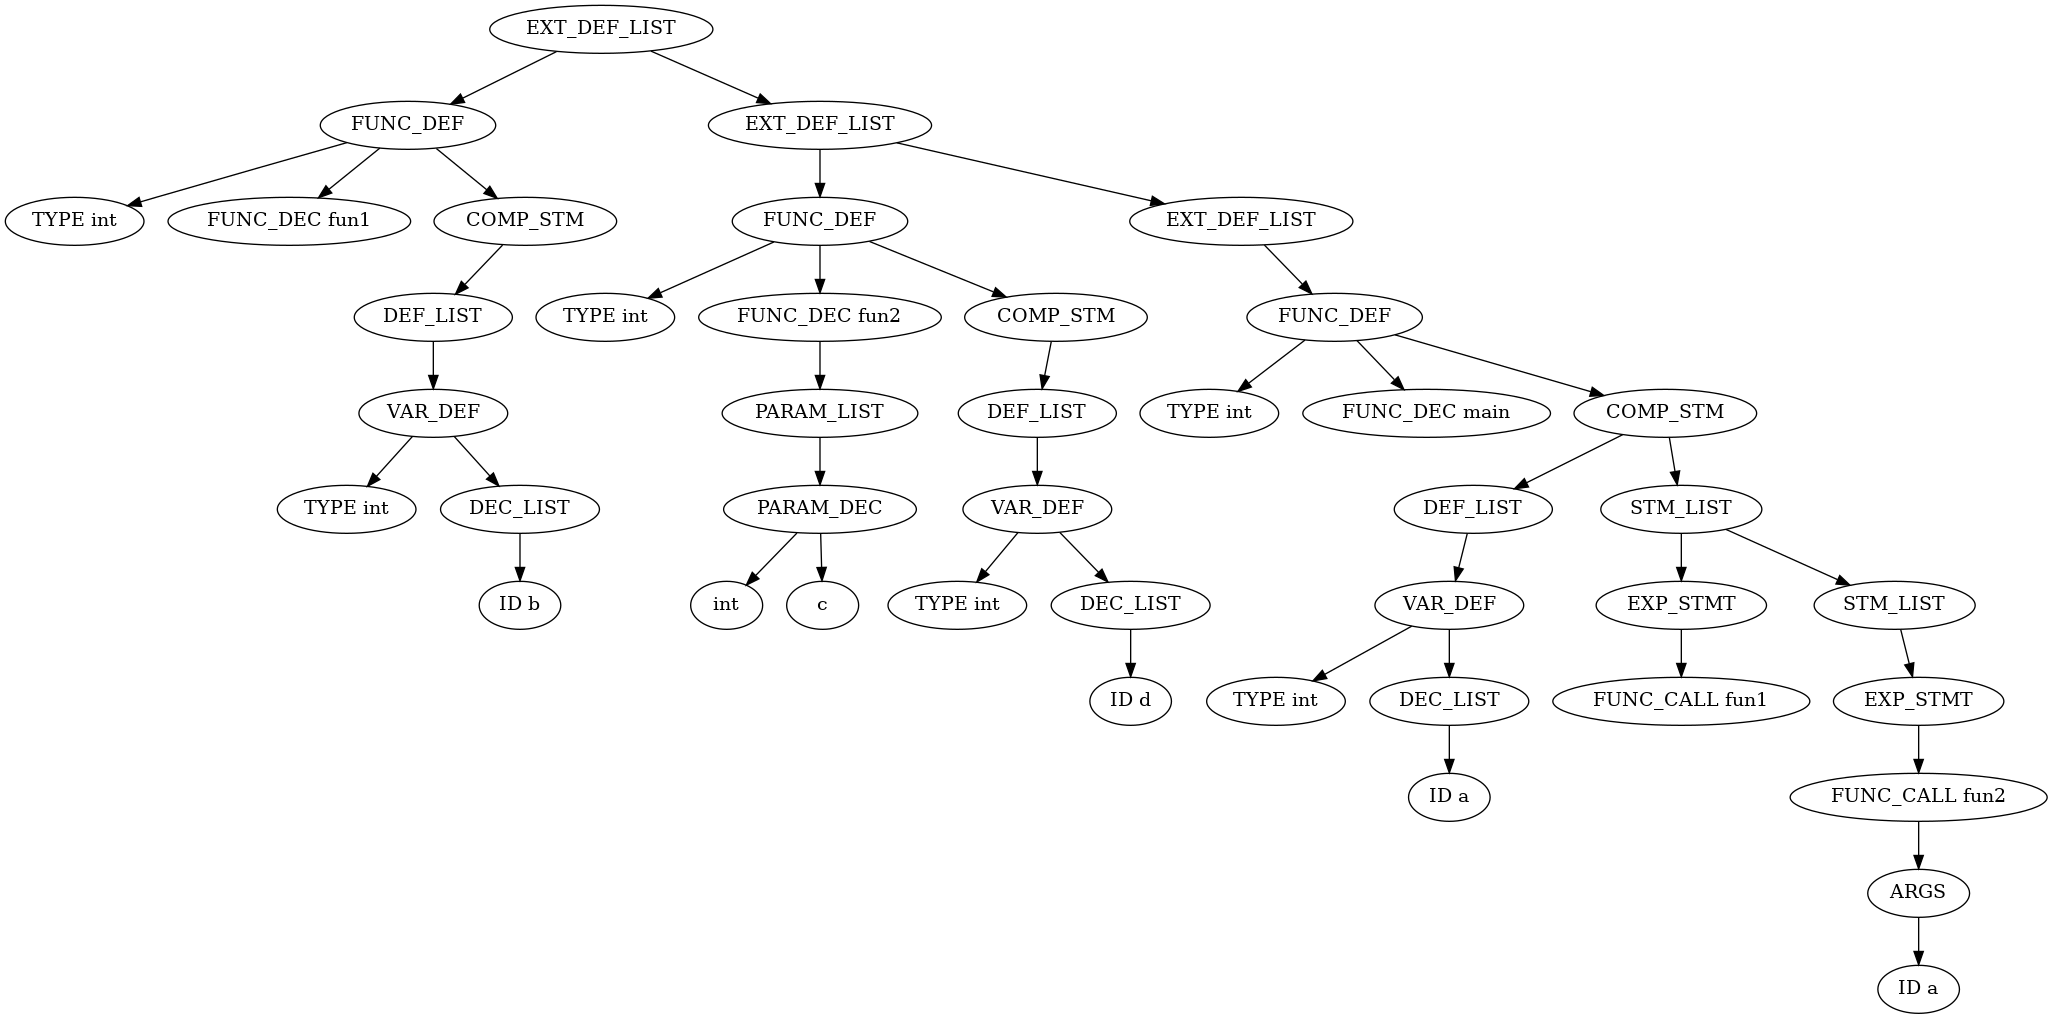 EXT_DEF_LIST
FUNC_DEF
EXT_DEF_LIST
TYPE int
FUNC_DEC fun1
COMP_STM
FUNC_DEF
EXT_DEF_LIST
DEF_LIST
TYPE int
FUNC_DEC fun2
COMP_STM
FUNC_DEF
VAR_DEF
PARAM_LIST
DEF_LIST
TYPE int
FUNC_DEC main
COMP_STM
TYPE int
DEC_LIST
PARAM_DEC
VAR_DEF
DEF_LIST
STM_LIST
ID b
int
c
TYPE int
DEC_LIST
VAR_DEF
EXP_STMT
STM_LIST
ID d
TYPE int
DEC_LIST
FUNC_CALL fun1
EXP_STMT
ID a
FUNC_CALL fun2
ARGS
ID a